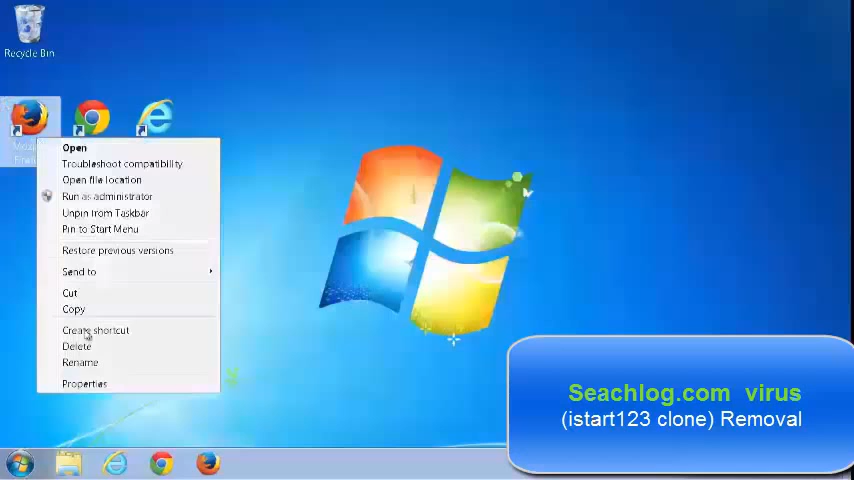 Recycle Bin
Open
Troubleshoot compatibility
Open file location
Run as administrator
Unpin from Taskbar
Pin to Start Menu
Restore previous versions
Send to
Cut
Copy
Create shortcut
Delete
Rename
Properties
Seachlog.com virus
(istart123 clone) Removal